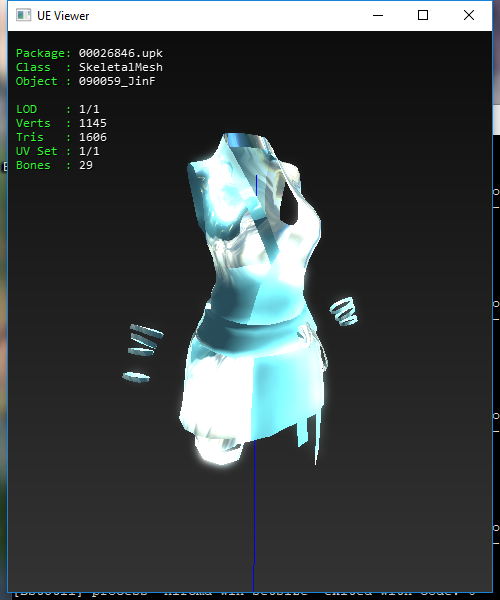 UE Viewer
Package: 00026846.upk
Class : SkeletalMesh
Object : 090059_JinF
LOD : 1/1
Verts : 1145
Tris : 1606
UV Set : 1/1
Bones : 29